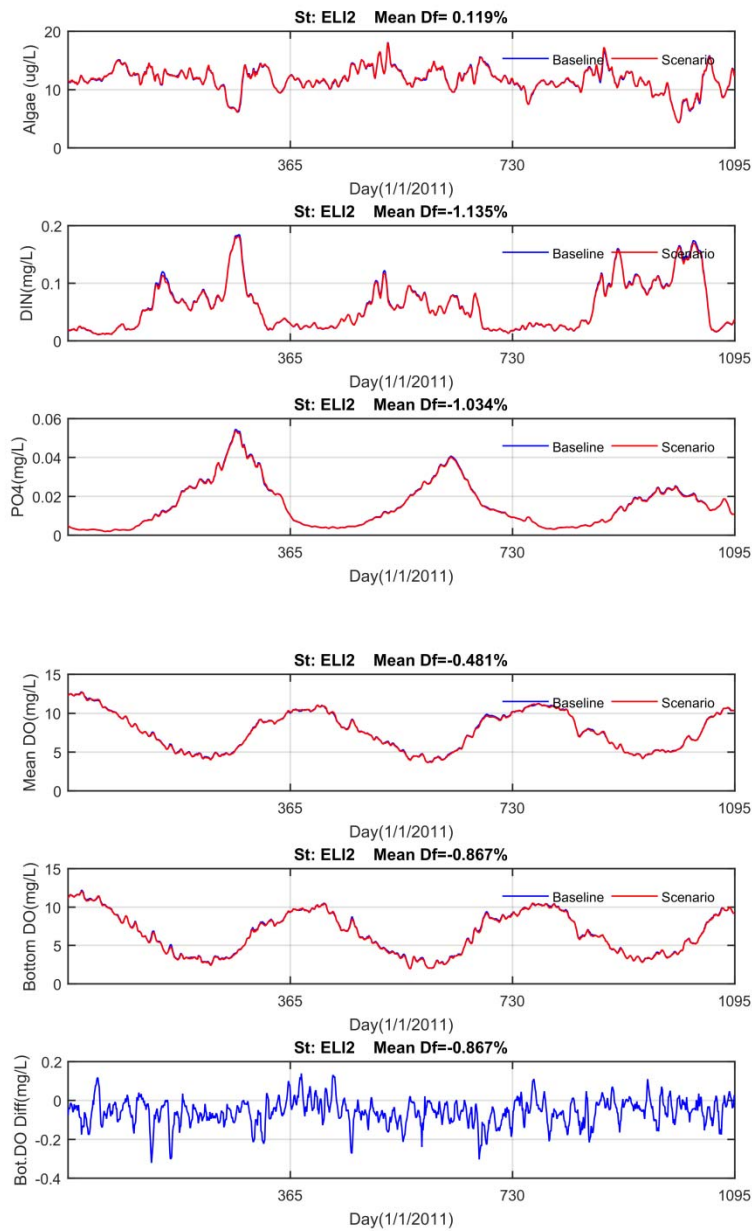 St: ELI2 Mean Df= 0.119%
20
Baseline Scenario
10
0
Algae (ug/L)
365 730 1095
Day(1/1/2011)
St: ELI2 Mean Df=-1.135%
0.2
Baseline Scenario
0.1
0
DIN(mg/L)
365 730 1095
Day(1/1/2011)
St: ELI2 Mean Df=-1.034%
0.06
Baseline Scenario
0.04
0.02
0
PO4(mg/L)
365 730 1095
Day(1/1/2011)
St: ELI2 Mean Df=-0.481%
15
Baseline Scenario
10
5
0
Mean DO(mg/L)
365 730 1095
Day(1/1/2011)
St: ELI2 Mean Df=-0.867%
15
Baseline Scenario
10
5
0
Bottom DO(mg/L)
365 730 1095
Day(1/1/2011)
St: ELI2 Mean Df=-0.867%
0.2
0
-0.2
-0.4
Bot.DO Diff(mg/L)
365 730 1095
Day(1/1/2011)